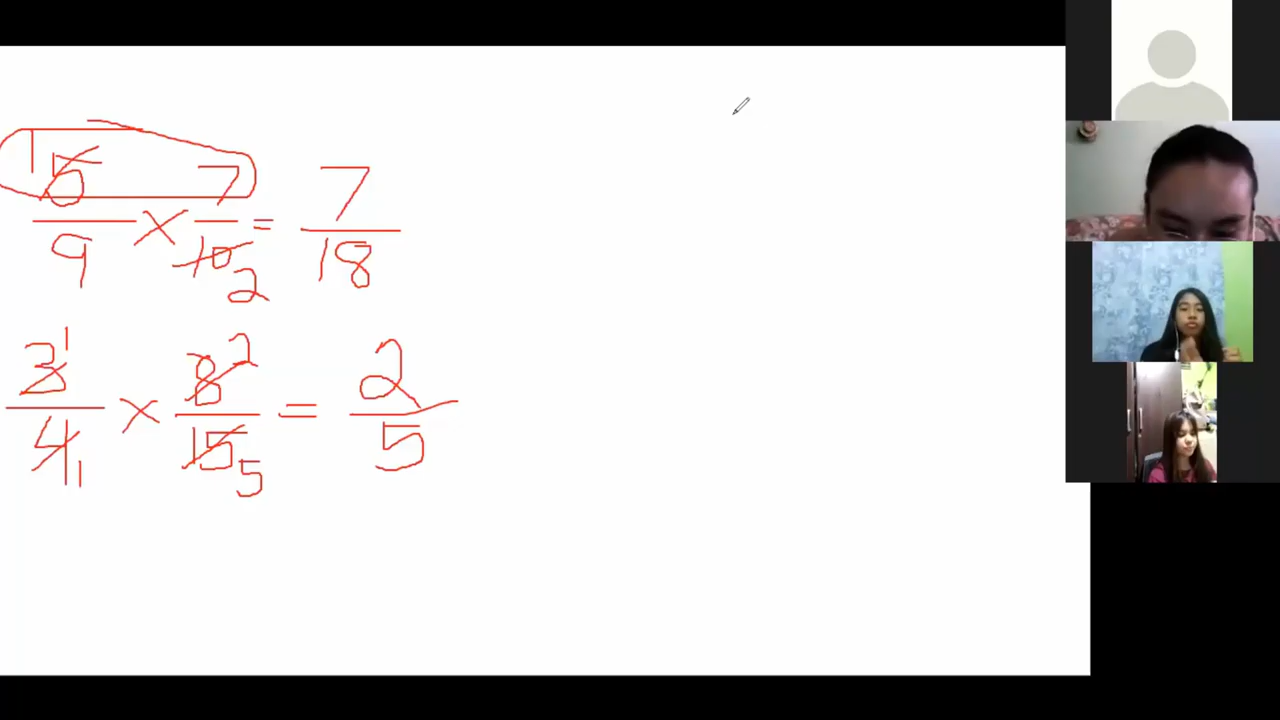 1 5 7
— × — = 7/18
9 10 2
3 1 8 2
— × — = 2/5
4 1 15 5